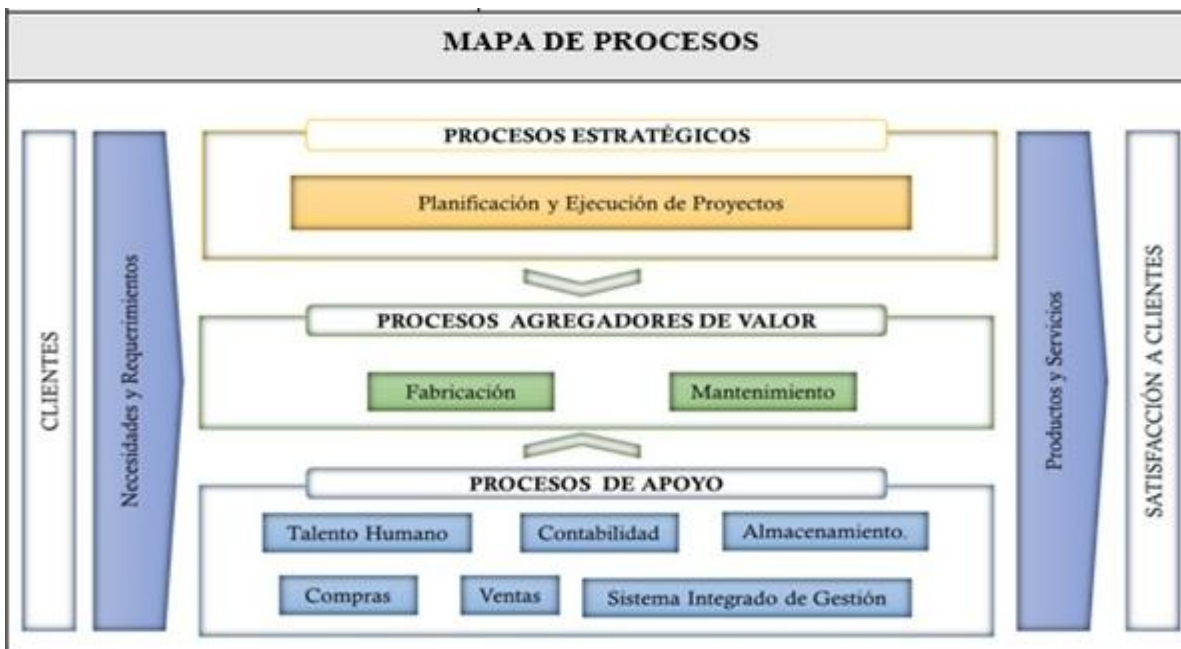 MAPA DE PROCESOS
CLIENTES
Necesidades y Requerimientos
PROCESOS ESTRATÉGICOS
Planificación y Ejecución de Proyectos
PROCESOS AGREGADORES DE VALOR
Fabricación
Mantenimiento
PROCESOS DE APOYO
Talento Humano
Contabilidad
Almacenamiento.
Compras
Ventas
Sistema Integrado de Gestión
Productos y Servicios
SATISFACCIÓN A CLIENTES